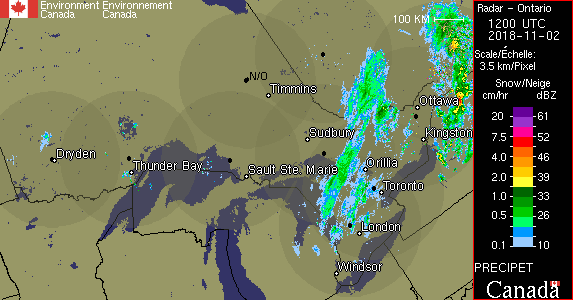 Environment Environnement
Canada Canada
100 KM
N/O
Timmins
Ottawa
Sudbury
Kingston
Dryden
Thunder Bay
Sault Ste. Marie
Orillia
Toronto
London
Windsor
Radar - Ontario
1200 UTC
2018-11-02
Scale/Échelle:
3.5 km/Pixel
Snow/Neige
cm/hr dBZ
20 61
7.5 52
4.0 46
2.0 39
1.0 33
0.5 26
0.1 10
PRECIPET
Canada